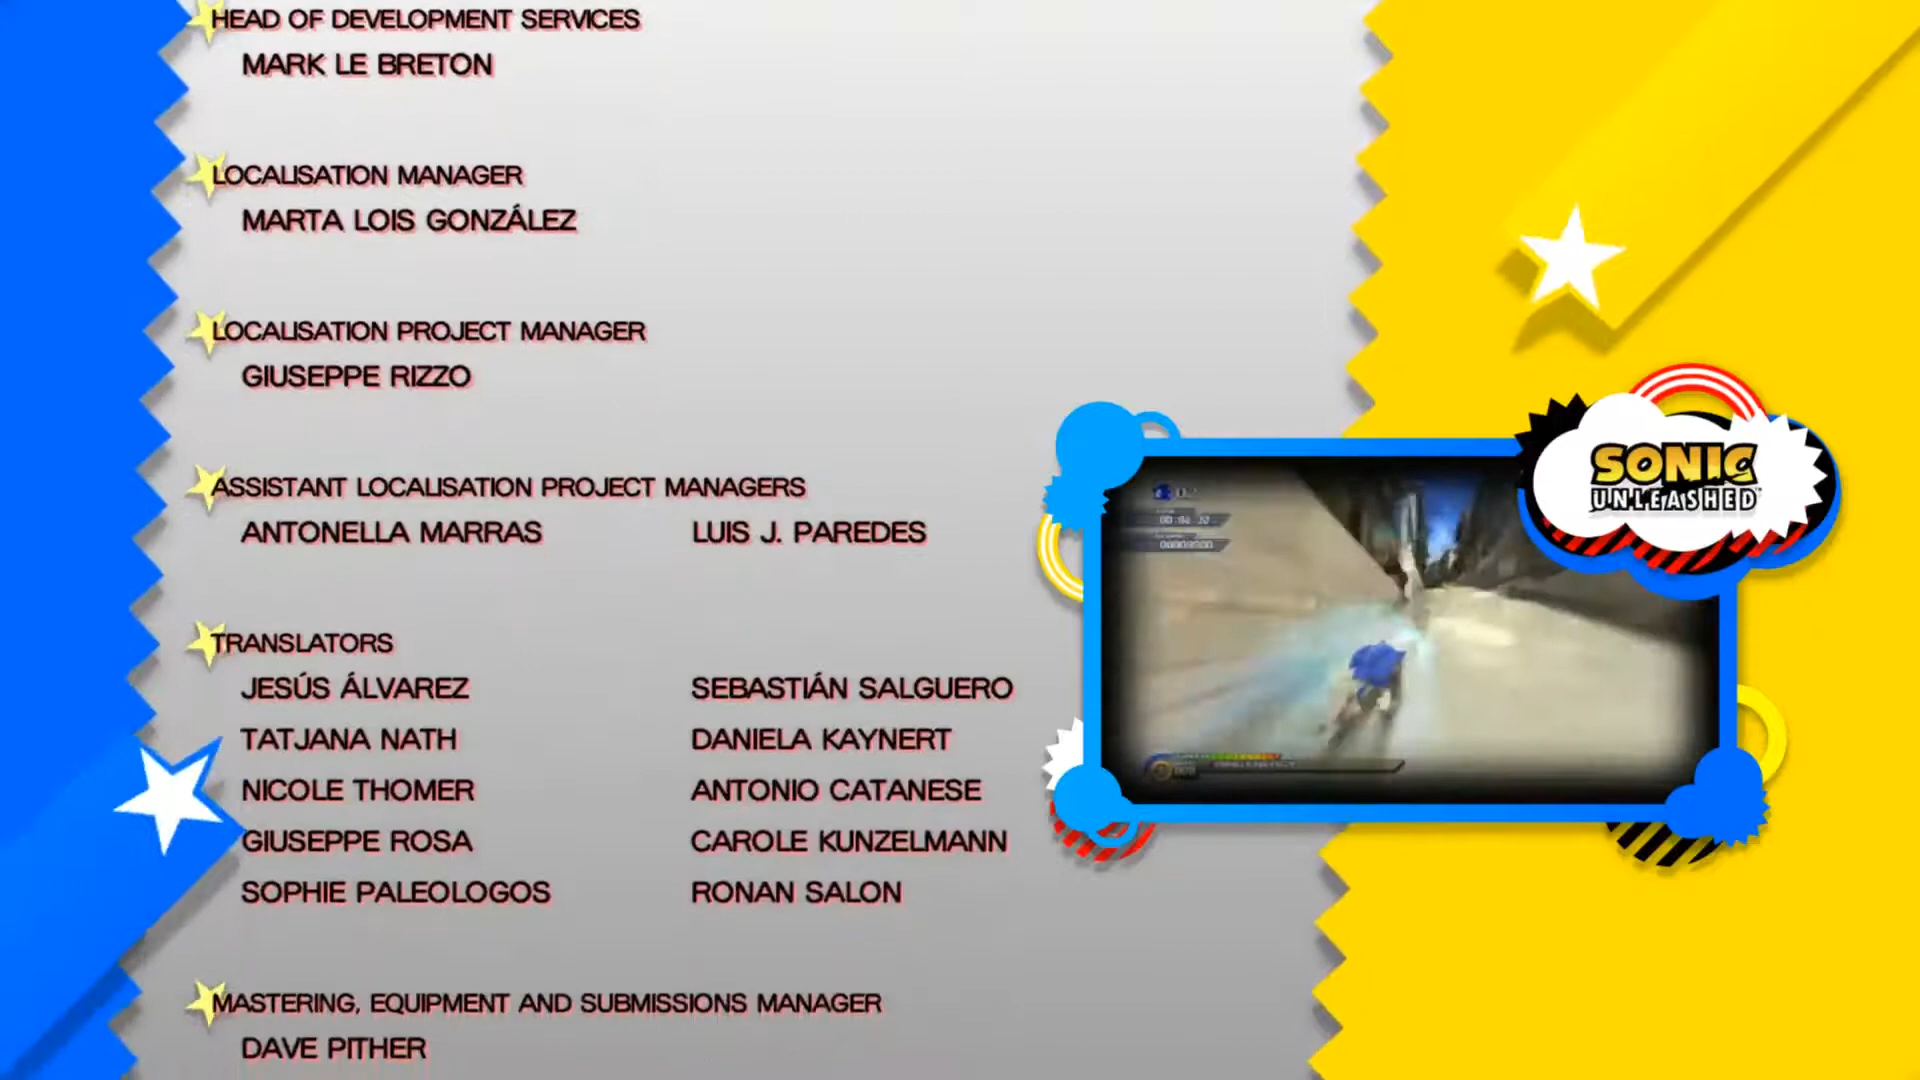 HEAD OF DEVELOPMENT SERVICES
MARK LE BRETON
LOCALISATION MANAGER
MARTA LOIS GONZÁLEZ
LOCALISATION PROJECT MANAGER
GIUSEPPE RIZZO
ASSISTANT LOCALISATION PROJECT MANAGERS
ANTONELLA MARRAS LUIS J. PAREDES
TRANSLATORS
JESÚS ÁLVAREZ SEBASTIÁN SALGUERO
TATJANA NATH DANIELA KAYNERT
NICOLE THOMER ANTONIO CATANESE
GIUSEPPE ROSA CAROLE KUNZELMANN
SOPHIE PALEOLOGOS RONAN SALON
MASTERING, EQUIPMENT AND SUBMISSIONS MANAGER
DAVE PITHER
SONIC
UNLEASHED